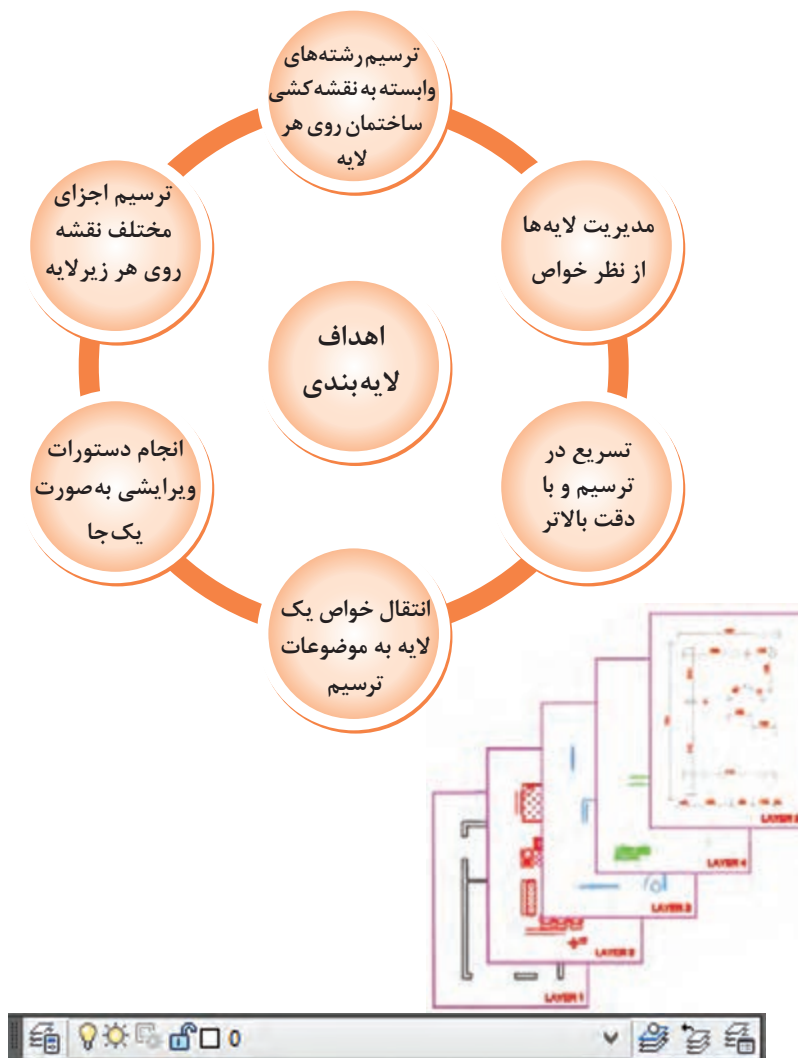 ترسیم رشته‌های
وابسته به نقشه کشی
ساختمان روی هر
لایه
مدیریت لایه‌ها
از نظر خواص
تسریع در
ترسیم و با
دقت بالاتر
انتقال خواص یک
لایه به موضوعات
ترسیم
انجام دستورات
ویرایشی به‌صورت
یک‌جا
ترسیم اجزای
مختلف نقشه
روی هر زیرلایه
اهداف
لایه‌بندی
LAYER
LAYER 4
LAYER 3
LAYER 2
LAYER 1
0